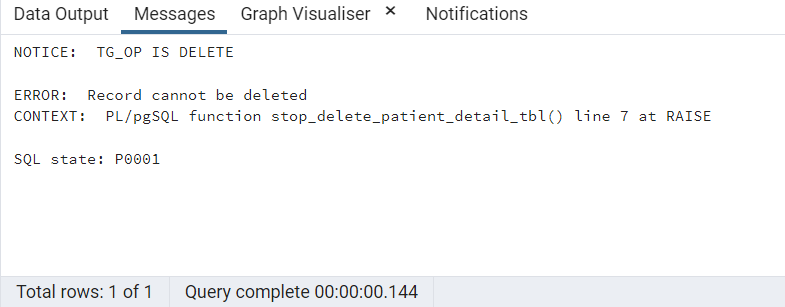 Data Output Messages Graph Visualiser × Notifications
NOTICE:  TG_OP IS DELETE
ERROR:  Record cannot be deleted
CONTEXT:  PL/pgSQL function stop_delete_patient_detail_tbl() line 7 at RAISE
SQL state: P0001
Total rows: 1 of 1 Query complete 00:00:00.144